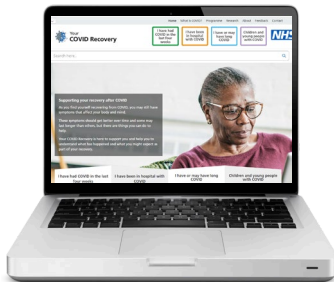 Home What is COVID? Programme Research About Feedback Contact
Your
COVID Recovery
I have had
COVID in the
last four
weeks
I have been
in hospital
with COVID
I have or may
have long
COVID
Children and
young people
with COVID
NHS
Supporting your recovery after COVID
As you find yourself recovering from COVID, you may still have
symptoms that affect your body and mind.
These symptoms should get better over time and some may
last longer than others, but there are things you can do to
help.
Your COVID Recovery is here to support you and help you to
understand what has happened and what you might expect as
part of your recovery.
I have had COVID in the last
four weeks
I have been in hospital with
COVID
I have or may have long
COVID
Children and young people
with COVID